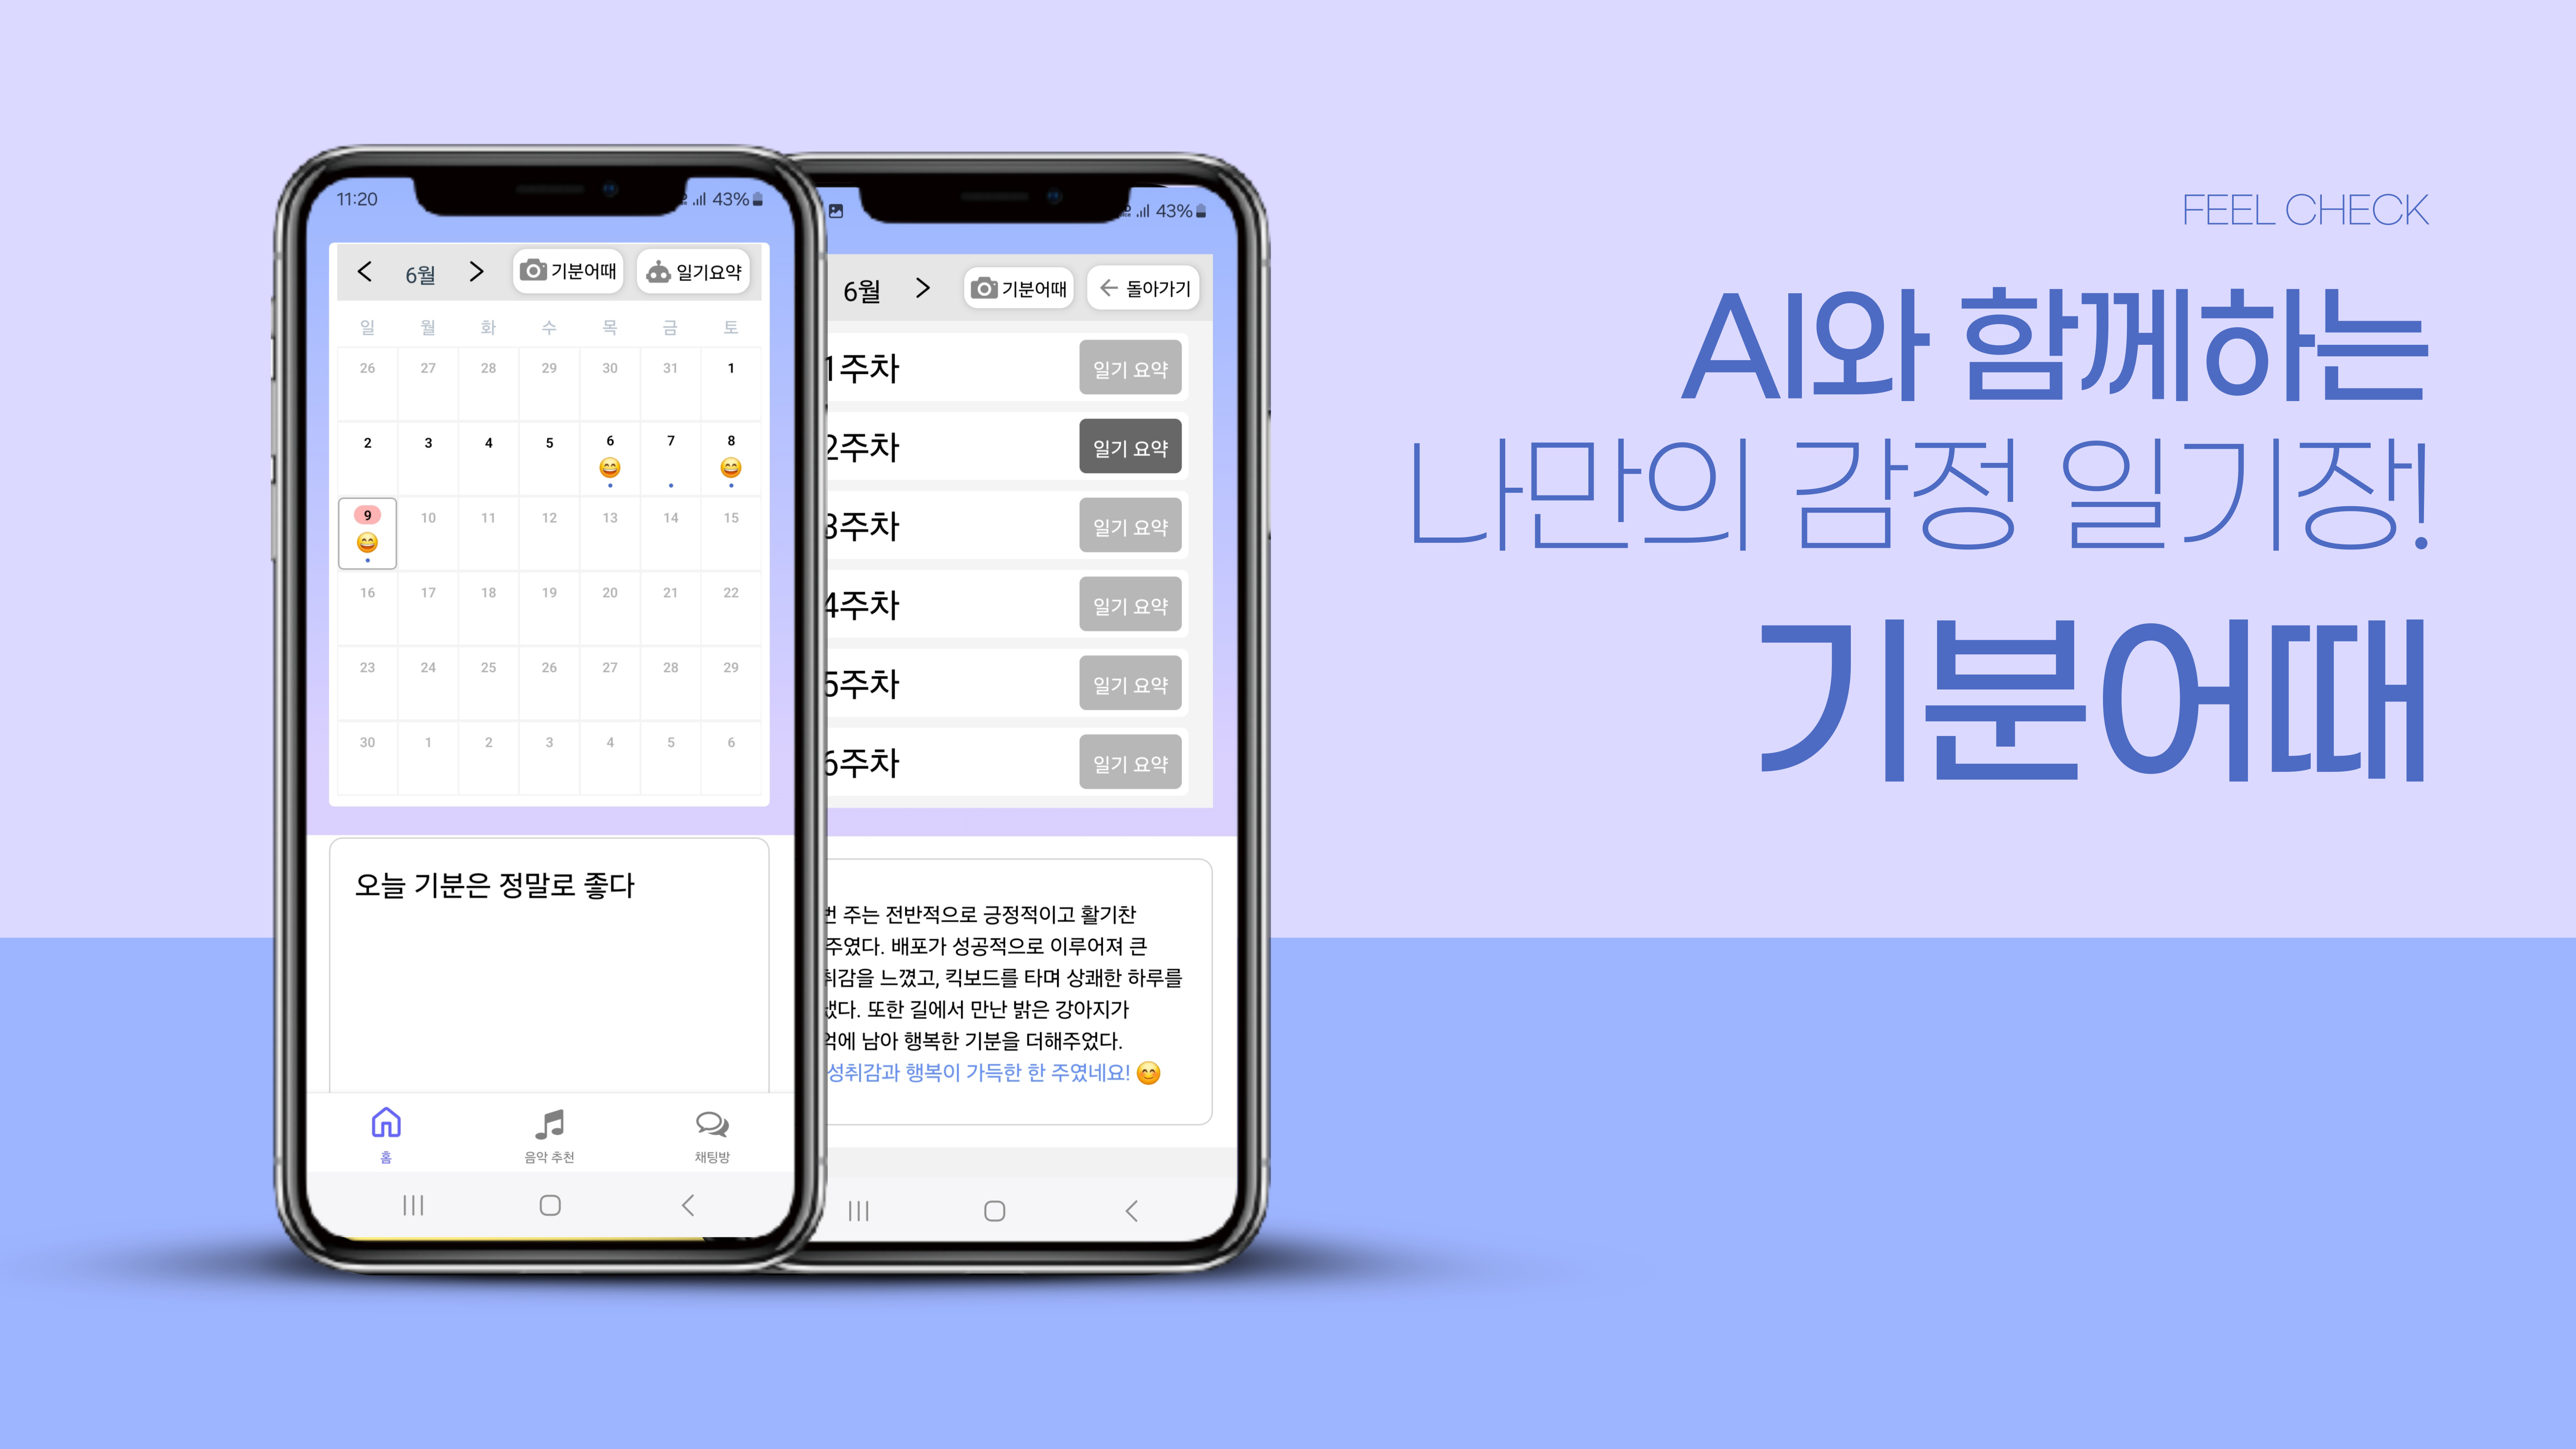 11:20
43%
6월
기분어때
일기요약
일 월 화 수 목 금 토
26 27 28 29 30 31 1
2 3 4 5 6 7 8
9 10 11 12 13 14 15
16 17 18 19 20 21 22
23 24 25 26 27 28 29
30 1 2 3 4 5 6
오늘 기분은 정말로 좋다
홈
음악 추천
채팅방
43%
6월
기분어때
돌아가기
1주차 일기 요약
2주차 일기 요약
3주차 일기 요약
4주차 일기 요약
5주차 일기 요약
6주차 일기 요약
주는 전반적으로 긍정적이고 활기찬
주였다. 배포가 성공적으로 이루어져 큰
느꼈고, 킥보드를 타며 상쾌한 하루를
또한 길에서 만난 밝은 강아지가
남아 행복한 기분을 더해주었다.
성취감과 행복이 가득한 한 주였네요! 😊
FEEL CHECK
AI와 함께하는
나만의 감정 일기장!
기분어때